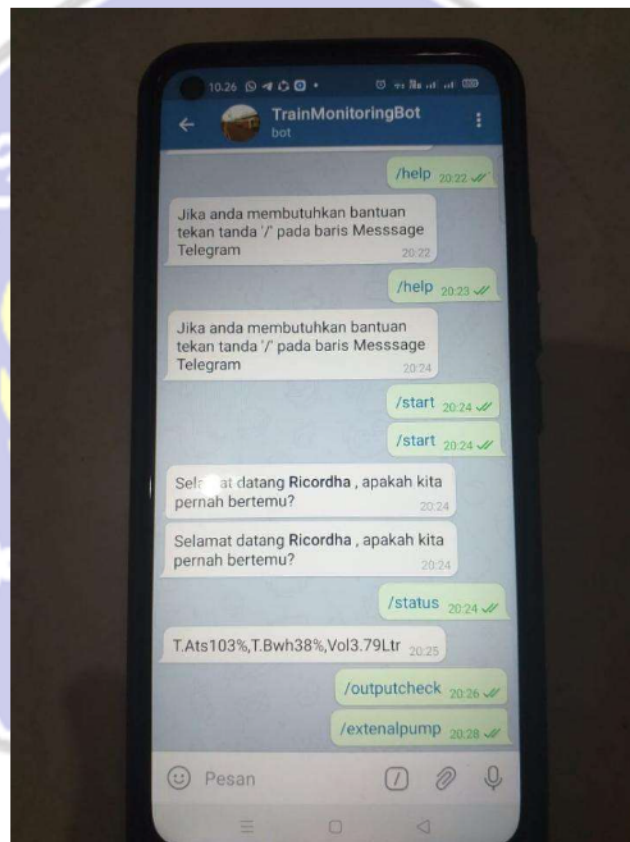 10.26
TrainMonitoringBot
bot
/help 20:22
Jika anda membutuhkan bantuan
tekan tanda '/' pada baris Messsage
Telegram 20:22
/help 20:23
Jika anda membutuhkan bantuan
tekan tanda '/' pada baris Messsage
Telegram 20:24
/start 20:24
/start 20:24
datang Ricordha , apakah kita
pernah bertemu? 20:24
Selamat datang Ricordha , apakah kita
pernah bertemu? 20:24
/status 20:24
T.Ats103%,T.Bwh38%,Vol3.79Ltr 20:25
/outputcheck 20:26
/extenalpump 20:28
Pesan